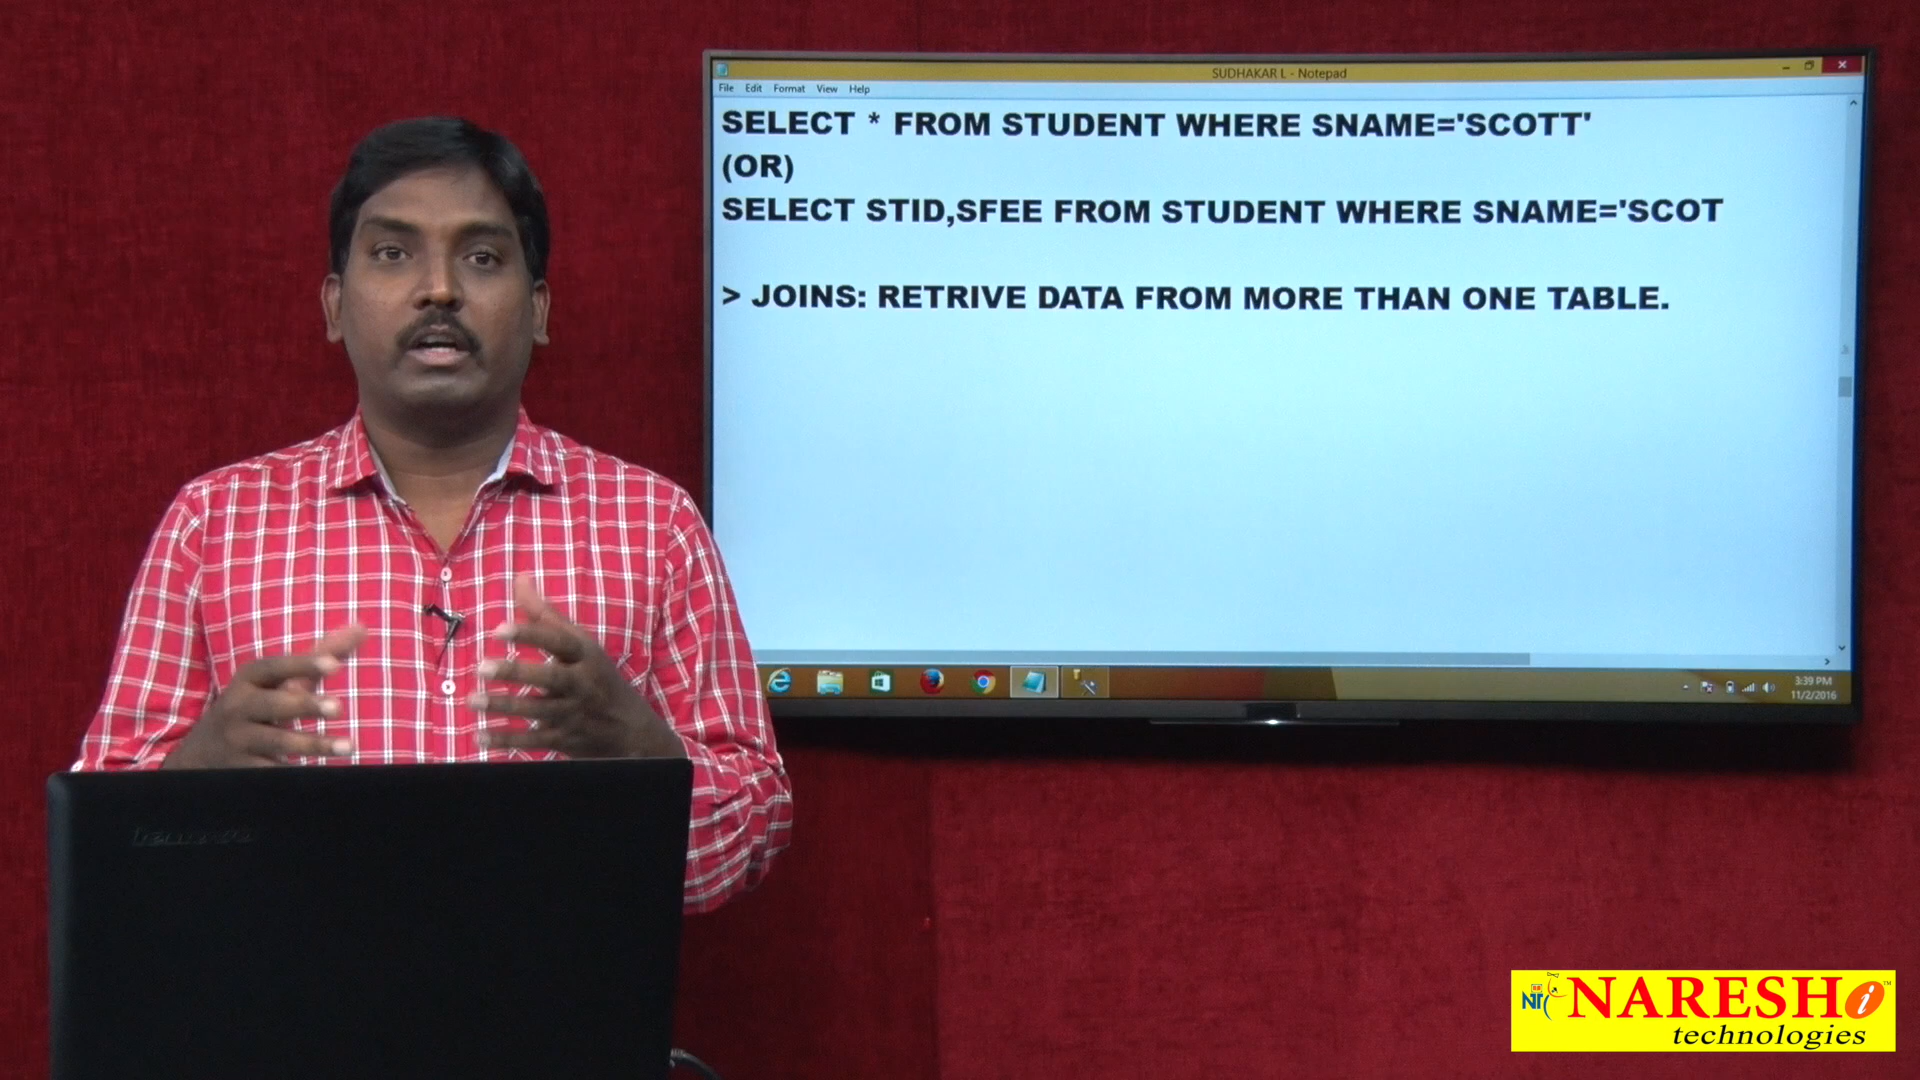 SUDHAKAR L - Notepad
File Edit Format View Help
SELECT * FROM STUDENT WHERE SNAME='SCOTT'
(OR)
SELECT STID,SFEE FROM STUDENT WHERE SNAME='SCOT
> JOINS: RETRIVE DATA FROM MORE THAN ONE TABLE.
3:39 PM
11/2/2016
NARESH i ™
technologies